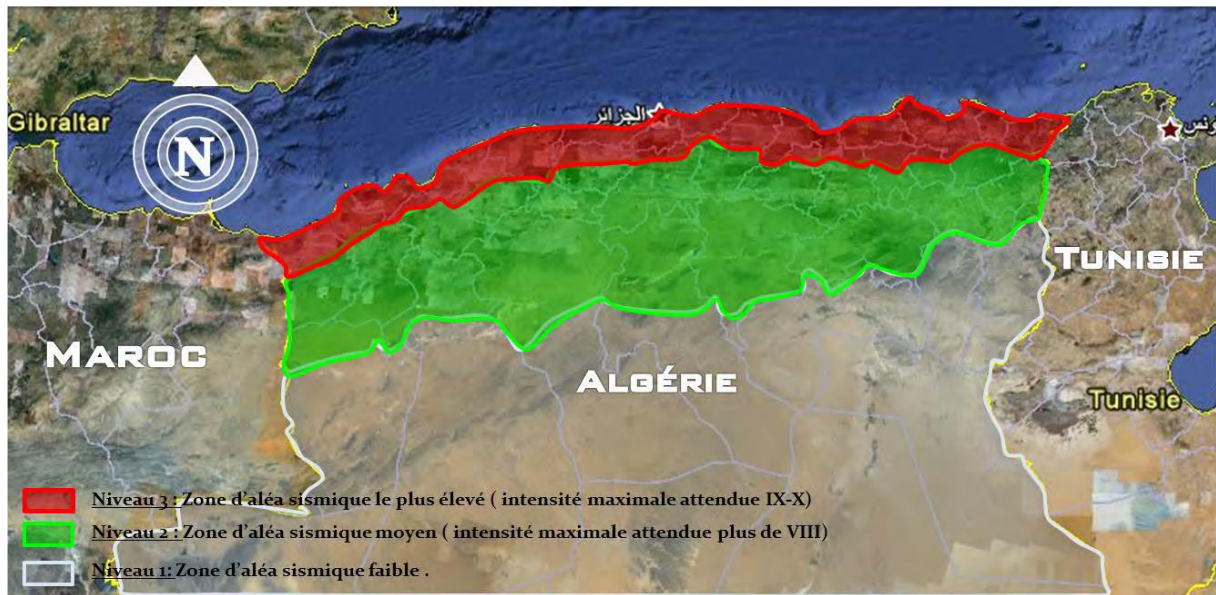 Gibraltar
N
الجزائر
ونس
TUNISIE
MAROC
ALGÉRIE
Tunisie
Niveau 3 : Zone d’aléa sismique le plus élevé ( intensité maximale attendue IX-X)
Niveau 2 : Zone d’aléa sismique moyen ( intensité maximale attendue plus de VIII)
Niveau 1: Zone d’aléa sismique faible .